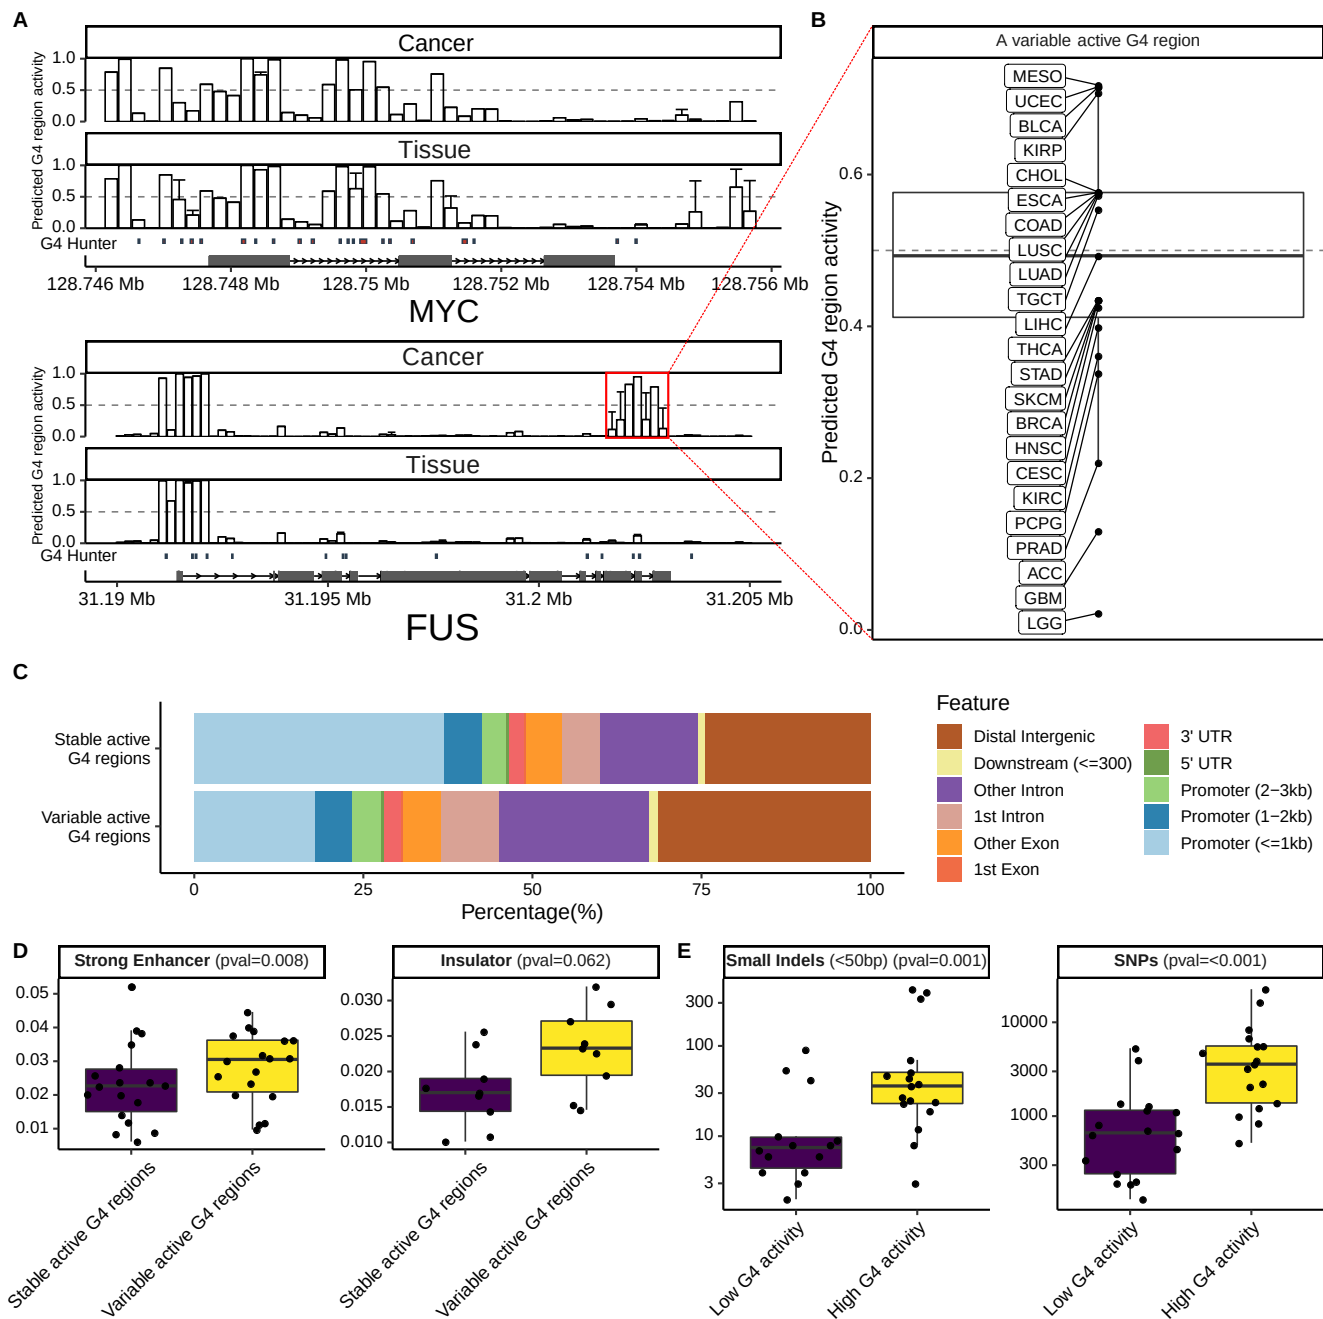 A
Cancer
Predicted G4 region activity
1.0
0.5
0.0
Tissue
Predicted G4 region activity
1.0
0.5
0.0
G4 Hunter
128.746 Mb 128.748 Mb 128.75 Mb 128.752 Mb 128.754 Mb 128.756 Mb
MYC
Cancer
Predicted G4 region activity
1.0
0.5
0.0
Tissue
Predicted G4 region activity
1.0
0.5
0.0
G4 Hunter
31.19 Mb 31.195 Mb 31.2 Mb 31.205 Mb
FUS
B
A variable active G4 region
Predicted G4 region activity
0.6
0.4
0.2
0.0
MESO
UCEC
BLCA
KIRP
CHOL
ESCA
COAD
LUSC
LUAD
TGCT
LIHC
THCA
STAD
SKCM
BRCA
HNSC
CESC
KIRC
PCPG
PRAD
ACC
GBM
LGG
C
Stable active
G4 regions
Variable active
G4 regions
0 25 50 75 100
Percentage(%)
Feature
Distal Intergenic
Downstream (<=300)
Other Intron
1st Intron
Other Exon
1st Exon
3' UTR
5' UTR
Promoter (2−3kb)
Promoter (1−2kb)
Promoter (<=1kb)
D
Strong Enhancer (pval=0.008)
0.05
0.04
0.03
0.02
0.01
Stable active G4 regions
Variable active G4 regions
Insulator (pval=0.062)
0.030
0.025
0.020
0.015
0.010
Stable active G4 regions
Variable active G4 regions
E
Small Indels (<50bp) (pval=0.001)
300
100
30
10
3
Low G4 activity
High G4 activity
SNPs (pval=<0.001)
10000
3000
1000
300
Low G4 activity
High G4 activity